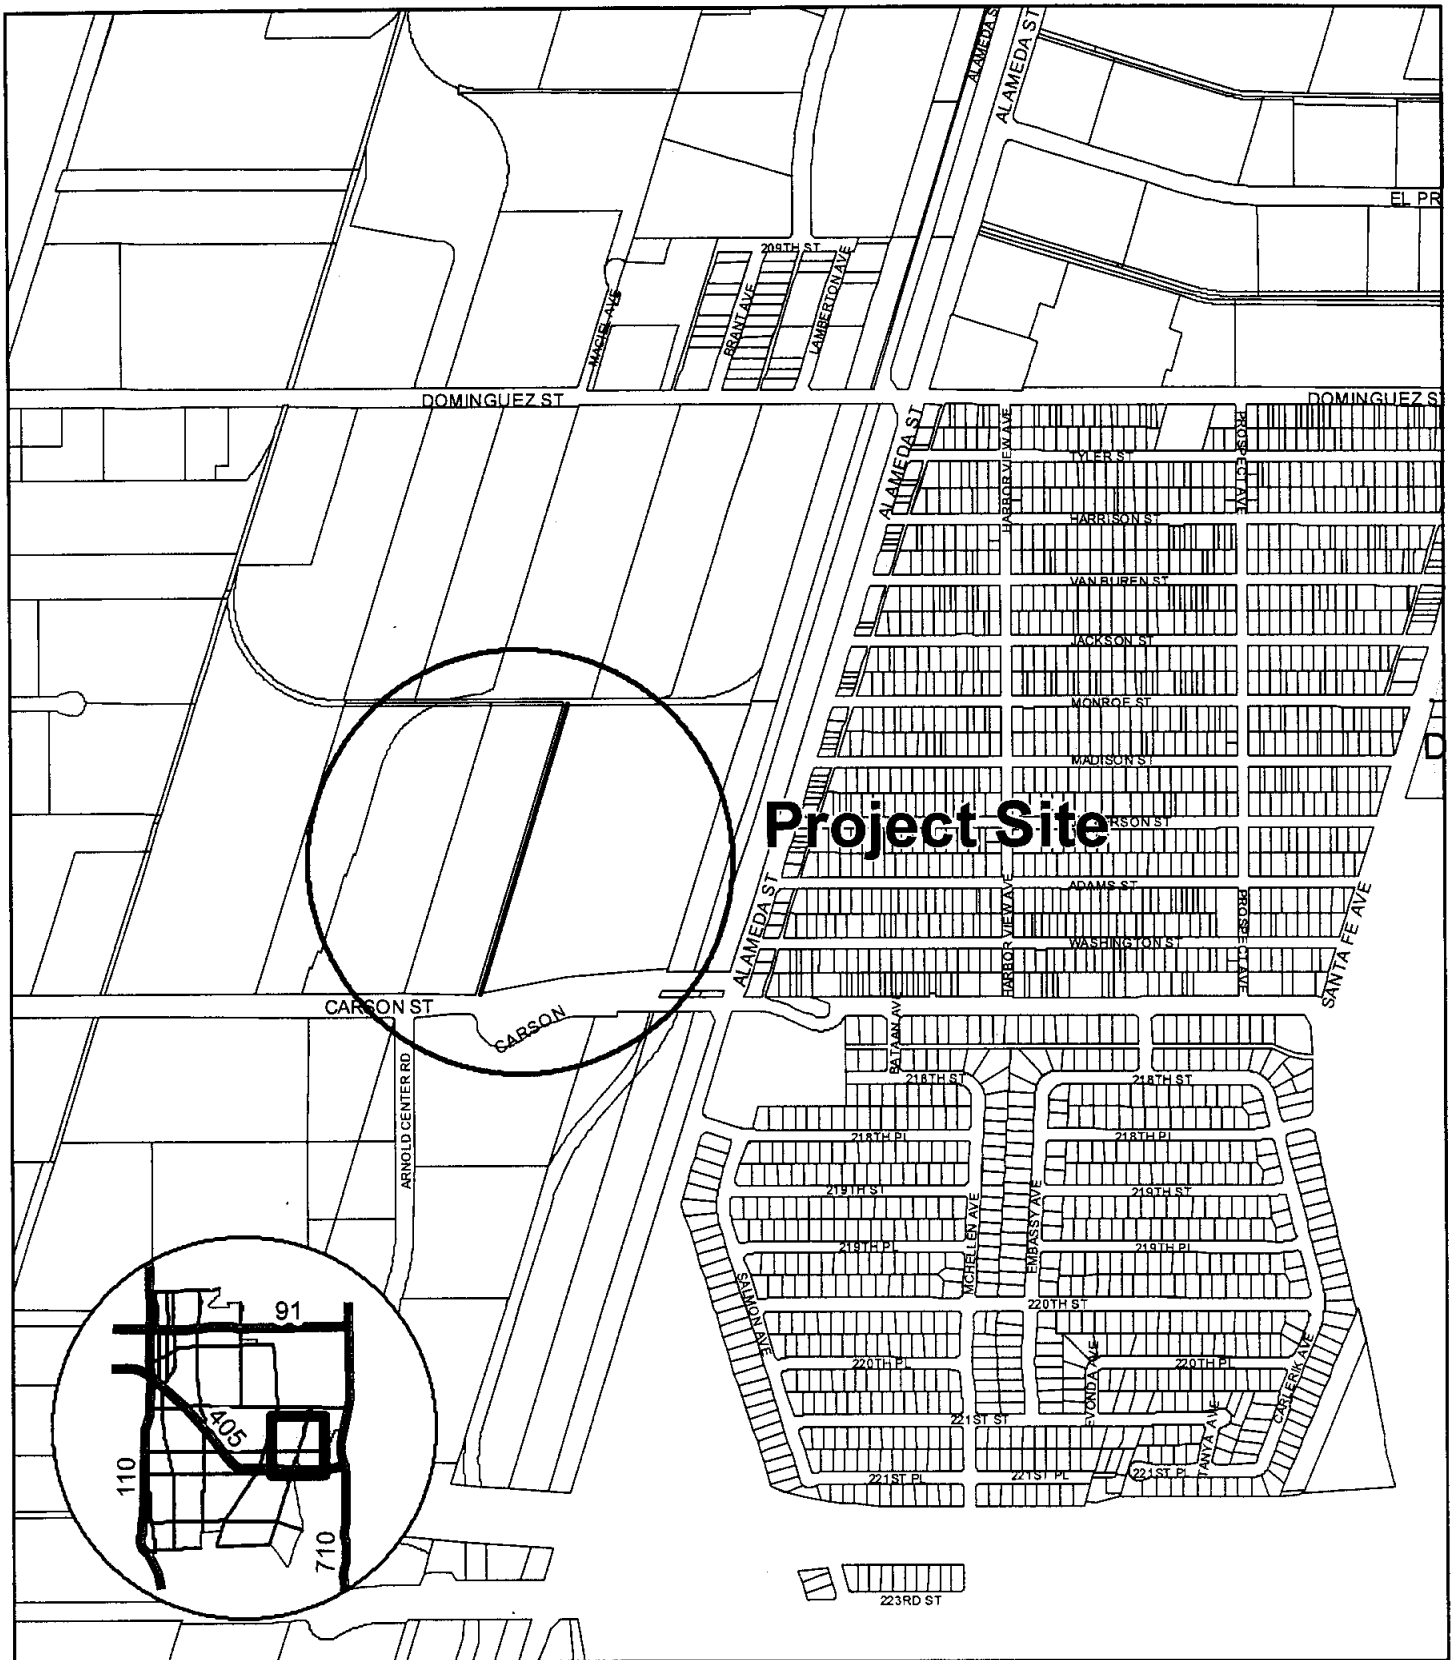 ALAMEDA S
ALAMEDA ST
EL PR
209TH ST
MACIEL AVE
BRANT AVE
LAMBERTON AVE
DOMINGUEZ ST
DOMINGUEZ S
ALAMEDA ST
HARBOR VIEW AVE
PROSPECT AVE
TYLER ST
HARRISON ST
VAN BUREN ST
JACKSON ST
MONROE ST
MADISON ST
D
Project Site
ERSON ST
ADAMS ST
ALAMEDA ST
HARBOR VIEW AVE
PROSPECT AVE
SANTA FE AVE
WASHINGTON ST
CARSON ST
CARSON
BATAAN AV
ARNOLD CENTER RD
218TH ST
218TH ST
218TH PL
218TH PL
219TH ST
219TH ST
MCHELLEN AVE
EMBASSY AVE
219TH PL
219TH PL
SALMON AVE
220TH ST
220TH PL
220TH PL
EVONDA AVE
CARLERIK AVE
TANYA AVE
221ST ST
221ST PL
221ST PL
221ST PL
223RD ST
91
405
110
710